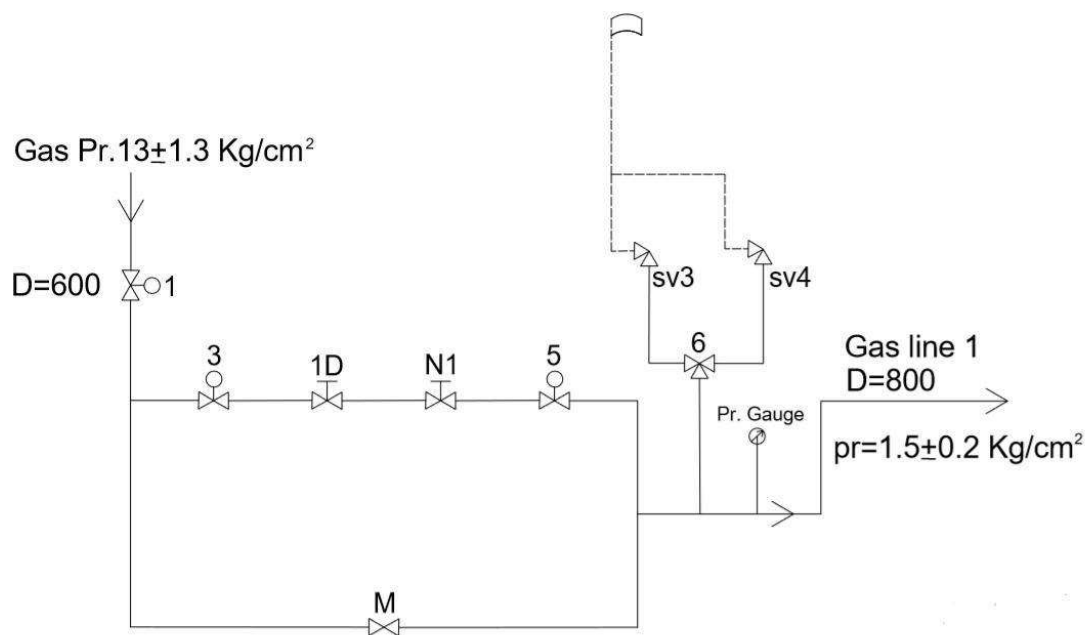 Gas Pr.13±1.3 Kg/cm²
D=600
1
3
1D
N1
5
sv3
sv4
6
Pr. Gauge
Gas line 1
D=800
pr=1.5±0.2 Kg/cm²
M